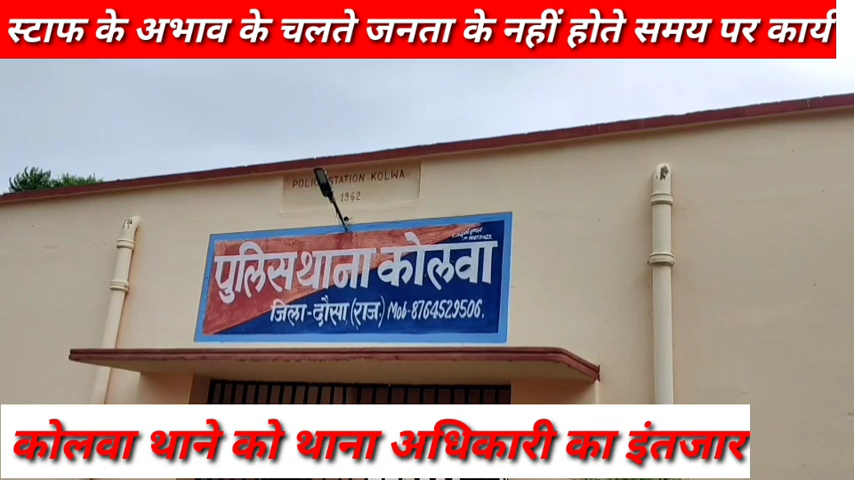 स्टाफ के अभाव के चलते जनता के नहीं होते समय पर कार्य
POLICE STATION KOLWA
1962
पुलिस थाना कोलवा
जिला-दौसा (राज.) Mob-8764529506.
कोलवा थाने को थाना अधिकारी का इंतजार